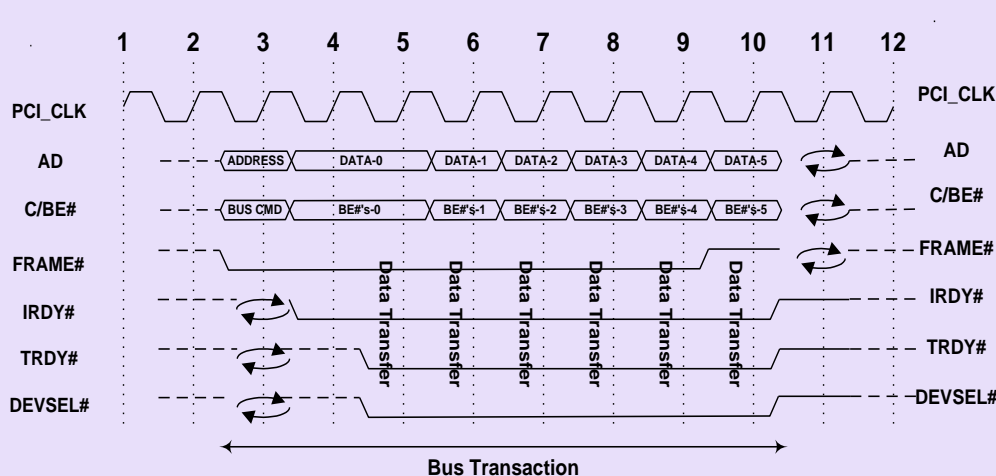 1 2 3 4 5 6 7 8 9 10 11 12
PCI_CLK PCI_CLK
AD ADDRESS DATA-0 DATA-1 DATA-2 DATA-3 DATA-4 DATA-5 AD
C/BE# BUS CMD BE#'s-0 BE#'s-1 BE#'s-2 BE#'s-3 BE#'s-4 BE#'s-5 C/BE#
FRAME# FRAME#
Data Transfer
Data Transfer
Data Transfer
Data Transfer
Data Transfer
Data Transfer
IRDY# IRDY#
TRDY# TRDY#
DEVSEL# DEVSEL#
Bus Transaction